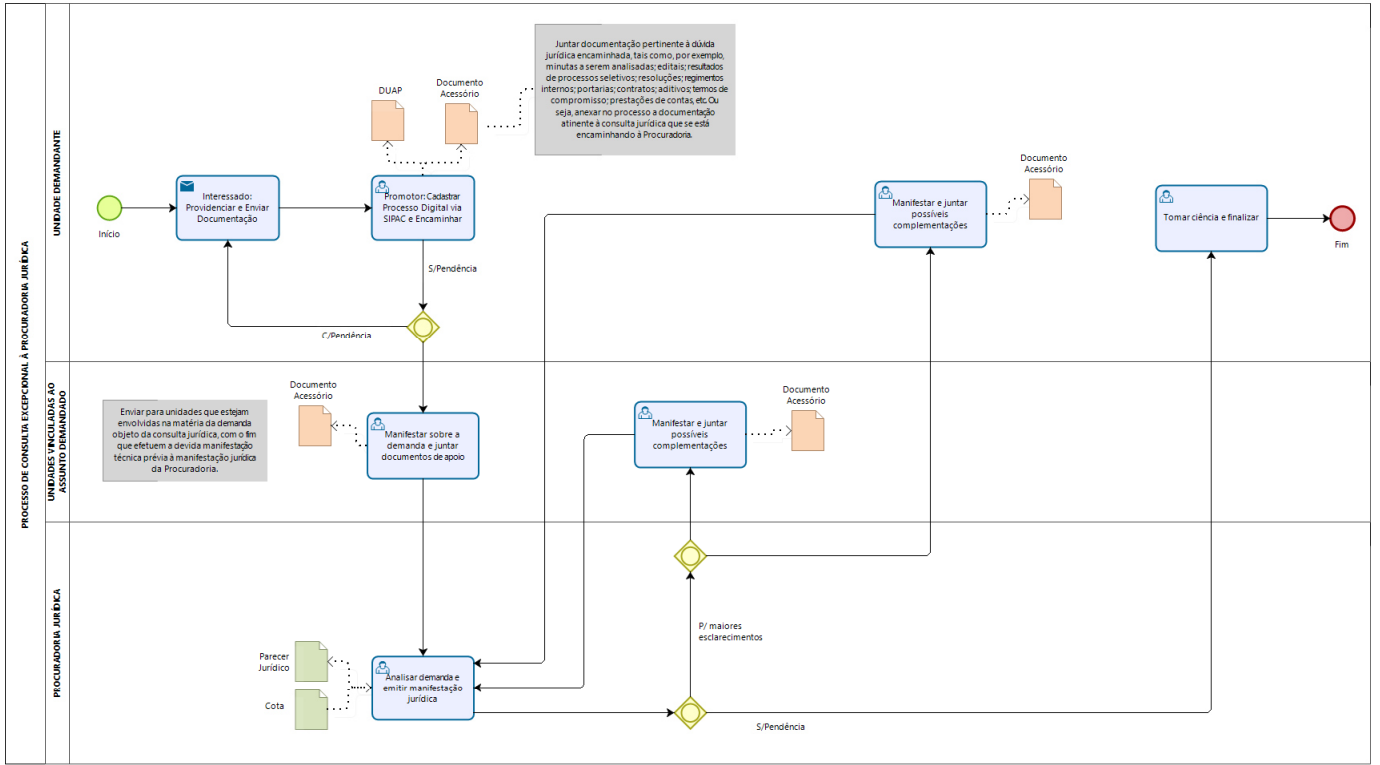 PROCESSO DE CONSULTA EXCEPCIONAL À PROCURADORIA JURÍDICA
UNIDADE DEMANDANTE
Início
Interessado:
Providenciar e Enviar
Documentação
DUAP
Documento
Acessório
Juntar documentação pertinente à dúvida
jurídica encaminhada, tais como, por exemplo,
minutas a serem analisadas; editais; resultados
de processos seletivos; resoluções; regimentos
internos; portarias; contratos; aditivos; termos de
compromisso; prestações de contas, etc. Ou
seja, anexar no processo a documentação
atinente à consulta jurídica que se está
encaminhando à Procuradoria.
Promotor: Cadastrar
Processo Digital via
SIPAC e Encaminhar
S/Pendência
C/Pendência
Manifestar e juntar
possíveis
complementações
Documento
Acessório
Tomar ciência e finalizar
Fim
UNIDADES VINCULADAS AO
ASSUNTO DEMANDADO
Enviar para unidades que estejam
envolvidas na matéria da demanda
objeto da consulta jurídica, com o fim
que efetuem a devida manifestação
técnica prévia à manifestação jurídica
da Procuradoria.
Documento
Acessório
Manifestar sobre a
demanda e juntar
documentos de apoio
Manifestar e juntar
possíveis
complementações
Documento
Acessório
PROCURADORIA JURÍDICA
Parecer
Jurídico
Cota
Analisar demanda e
emitir manifestação
jurídica
P/ maiores
esclarecimentos
S/Pendência